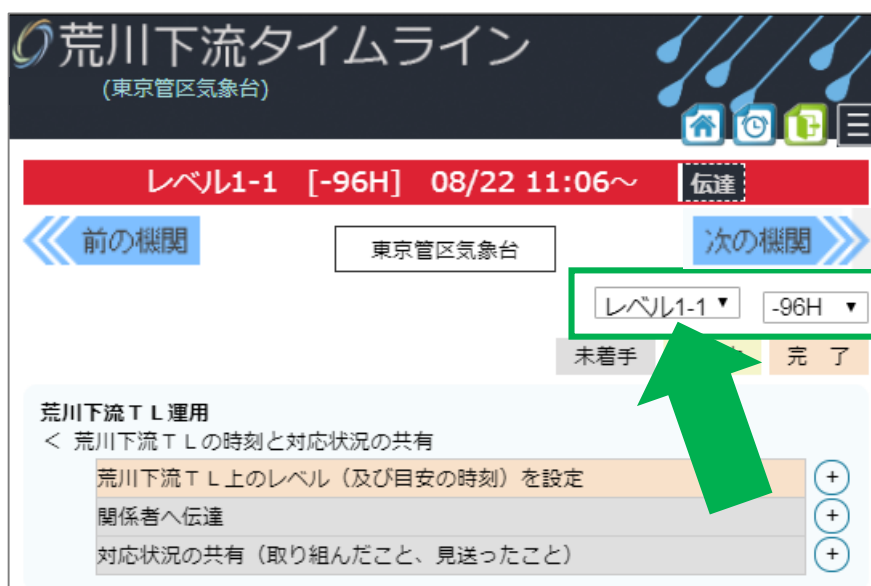 荒川下流タイムライン
(東京管区気象台)
レベル1-1 [-96H] 08/22 11:06～ 伝達
前の機関 東京管区気象台 次の機関
レベル1-1 -96H
未着手 完 了
荒川下流ＴＬ運用
＜ 荒川下流ＴＬの時刻と対応状況の共有
荒川下流ＴＬ上のレベル（及び目安の時刻）を設定
関係者へ伝達
対応状況の共有（取り組んだこと、見送ったこと）